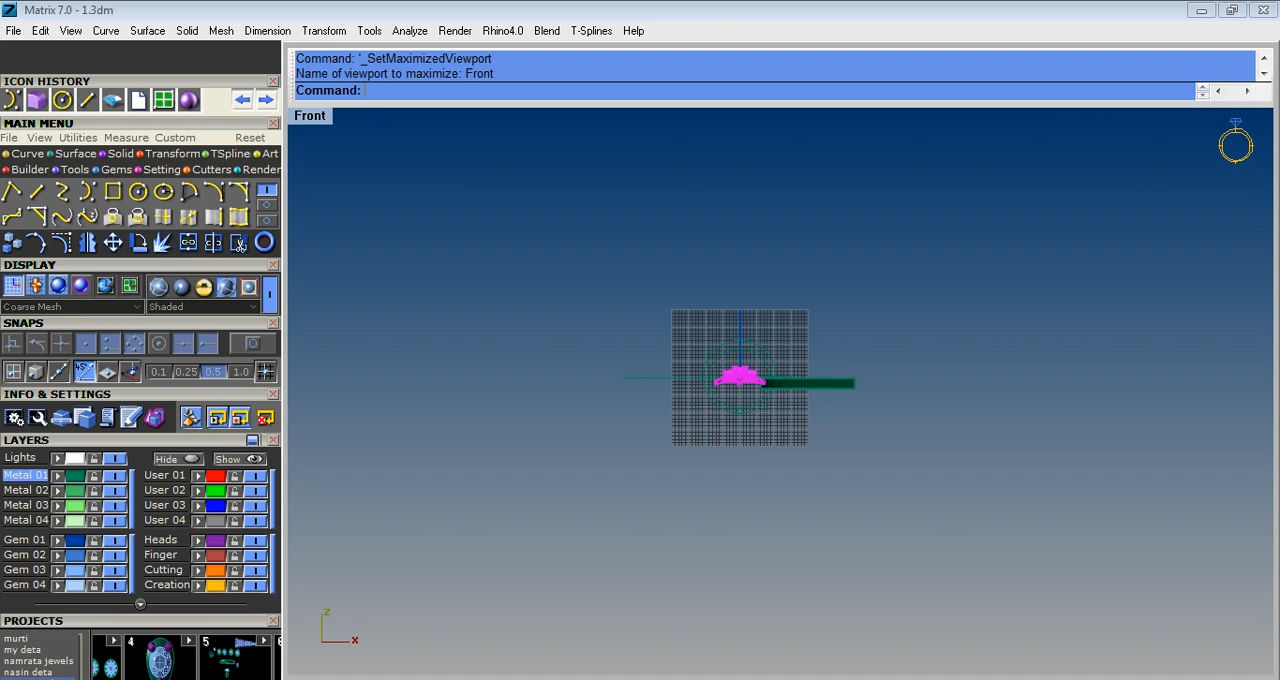 Matrix 7.0 - 1.3dm
File Edit View Curve Surface Solid Mesh Dimension Transform Tools Analyze Render Rhino4.0 Blend T-Splines Help
Command: '_SetMaximizedViewport
Name of viewport to maximize: Front
Command:
ICON HISTORY
MAIN MENU
File View Utilities Measure Custom Reset
Curve Surface Solid Transform TSpline Art
Builder Tools Gems Setting Cutters Render
DISPLAY
Coarse Mesh Shaded
SNAPS
45°
0.1 0.25 0.5 1.0
INFO & SETTINGS
LAYERS
Lights Hide Show
Metal 01 User 01
Metal 02 User 02
Metal 03 User 03
Metal 04 User 04
Gem 01 Heads
Gem 02 Finger
Gem 03 Cutting
Gem 04 Creation
PROJECTS
murti
my deta
namrata jewels
nasin deta
4 5
Front
z
x